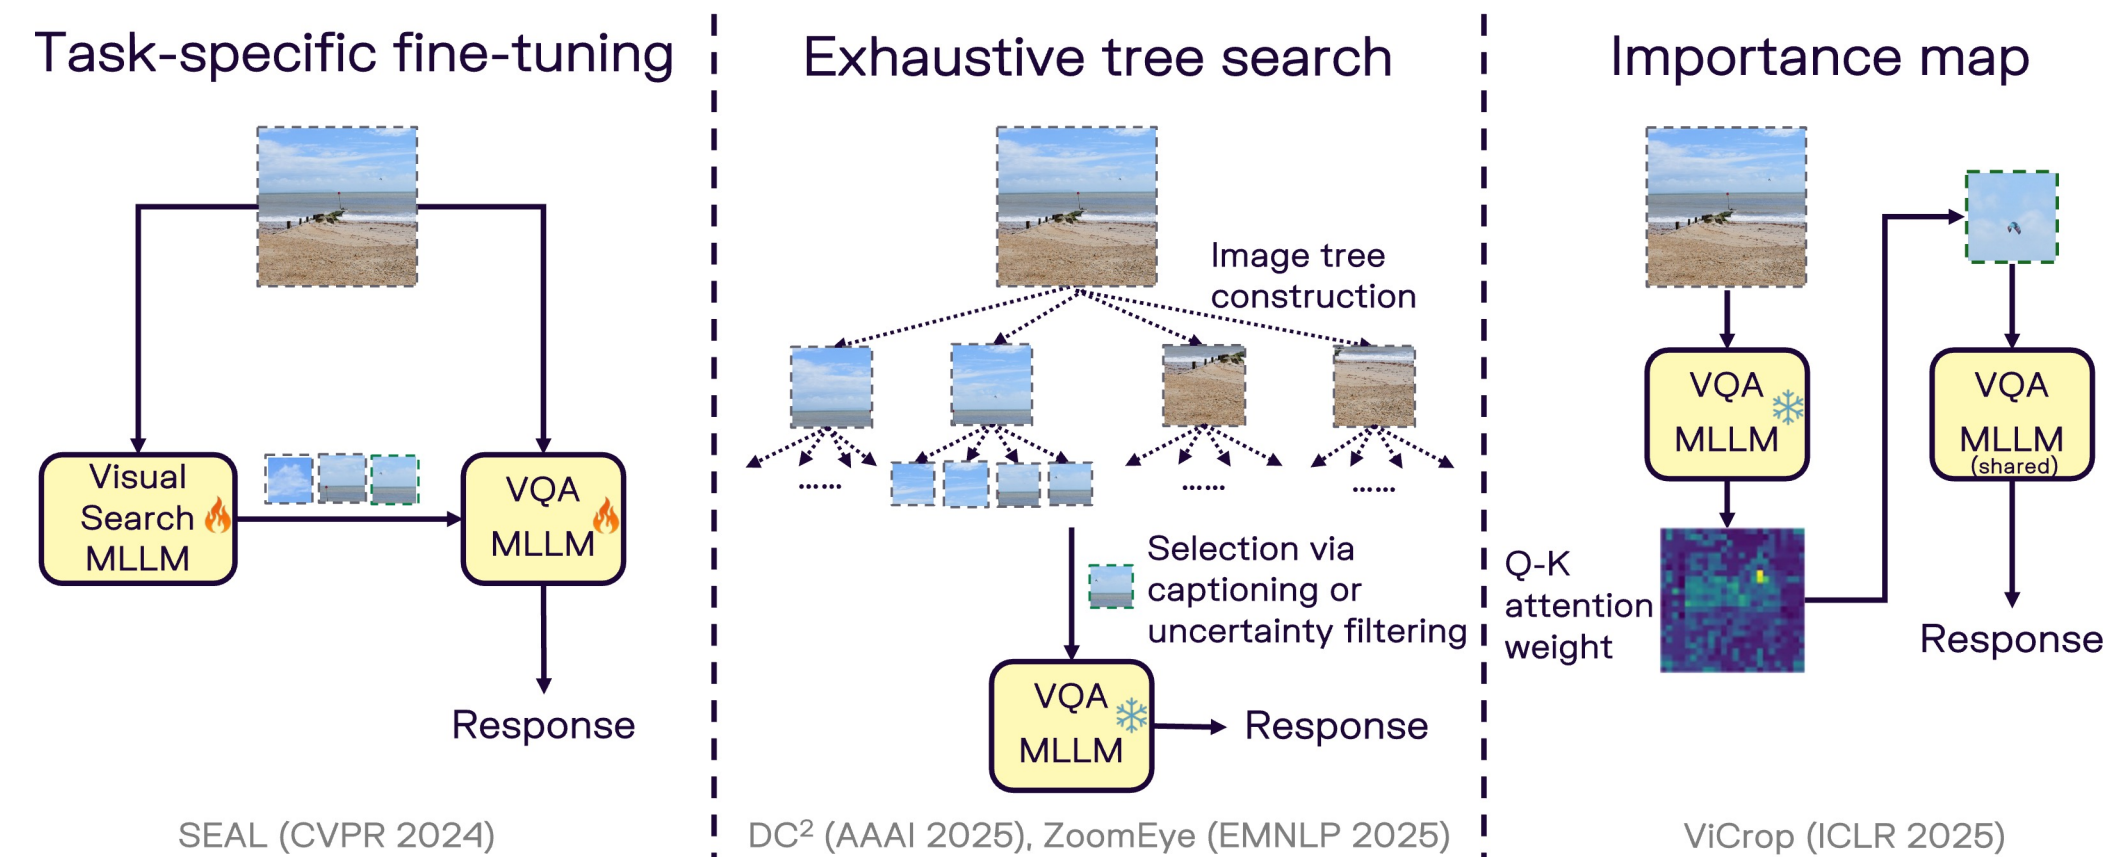 Task-specific fine-tuning
Visual
Search
MLLM
VQA
MLLM
Response
SEAL (CVPR 2024)
Exhaustive tree search
Image tree
construction
......
......
......
Selection via
captioning or
uncertainty filtering
VQA
MLLM
Response
DC² (AAAI 2025), ZoomEye (EMNLP 2025)
Importance map
VQA
MLLM
Q-K
attention
weight
VQA
MLLM
(shared)
Response
ViCrop (ICLR 2025)